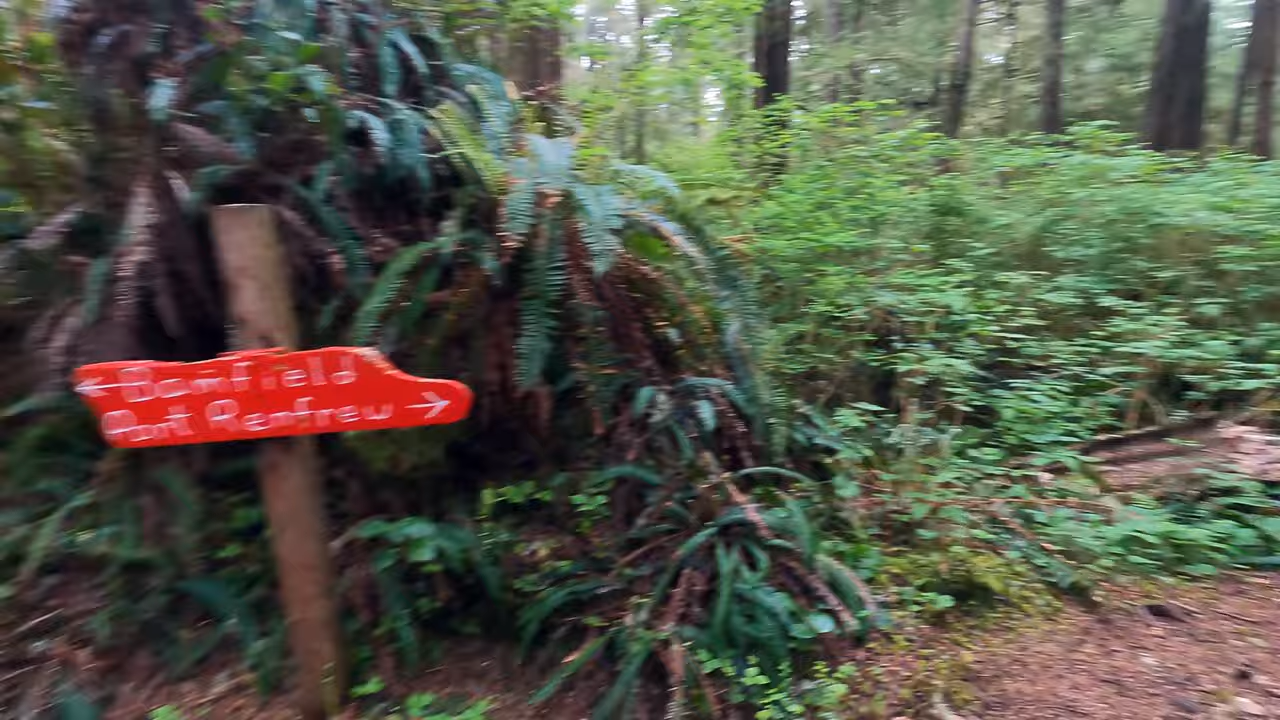 ← Bamfield
Port Renfrew →